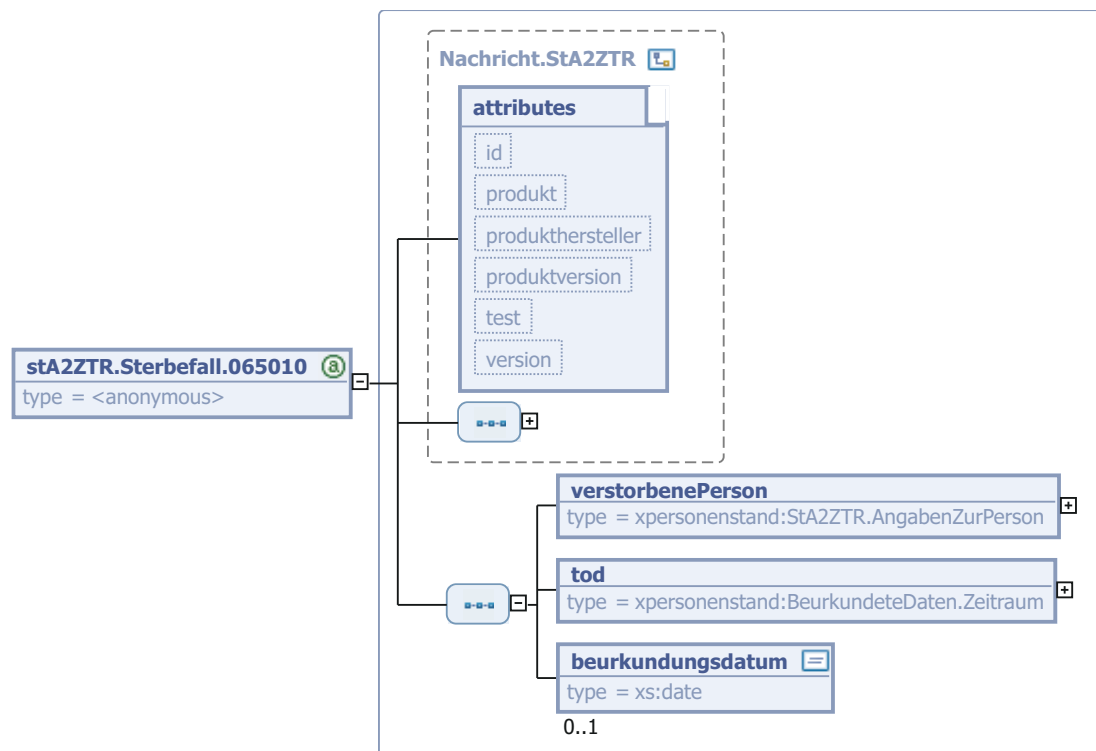 Nachricht.StA2ZTR
attributes
id
produkt
produkthersteller
produktversion
test
version
stA2ZTR.Sterbefall.065010 a
type = <anonymous>
verstorbenePerson
type = xpersonenstand:StA2ZTR.AngabenZurPerson
tod
type = xpersonenstand:BeurkundeteDaten.Zeitraum
beurkundungsdatum
type = xs:date
0..1